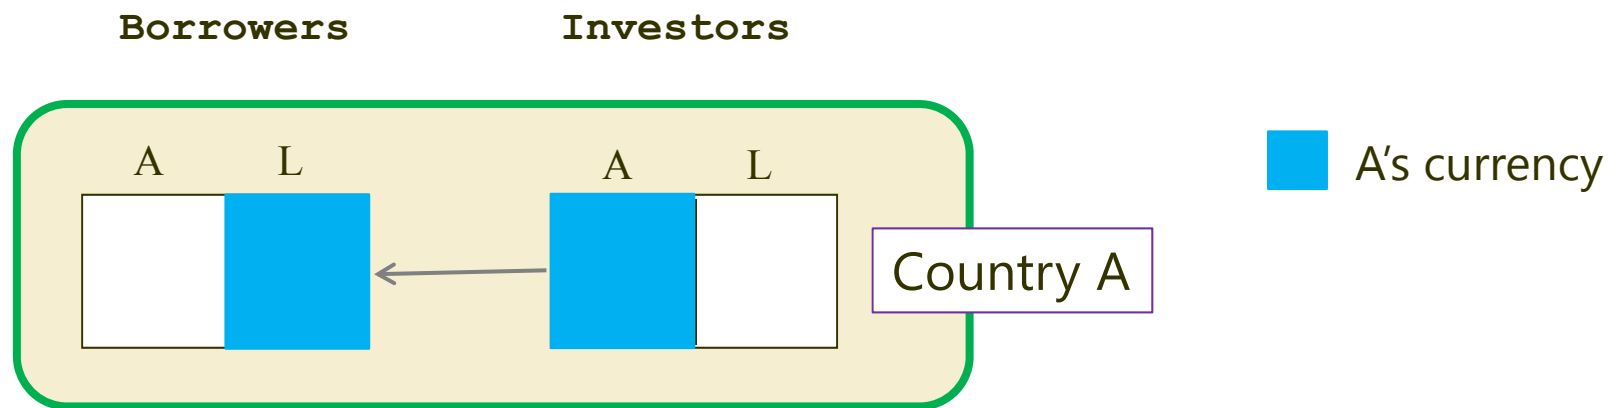 Borrowers Investors
A L A L
A's currency
Country A